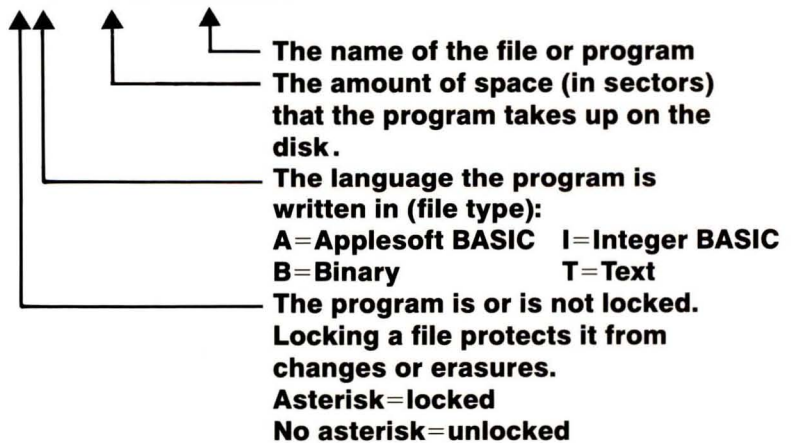 The name of the file or program
The amount of space (in sectors)
that the program takes up on the
disk.
The language the program is
written in (file type):
A=Applesoft BASIC I=Integer BASIC
B=Binary T=Text
The program is or is not locked.
Locking a file protects it from
changes or erasures.
Asterisk=locked
No asterisk=unlocked